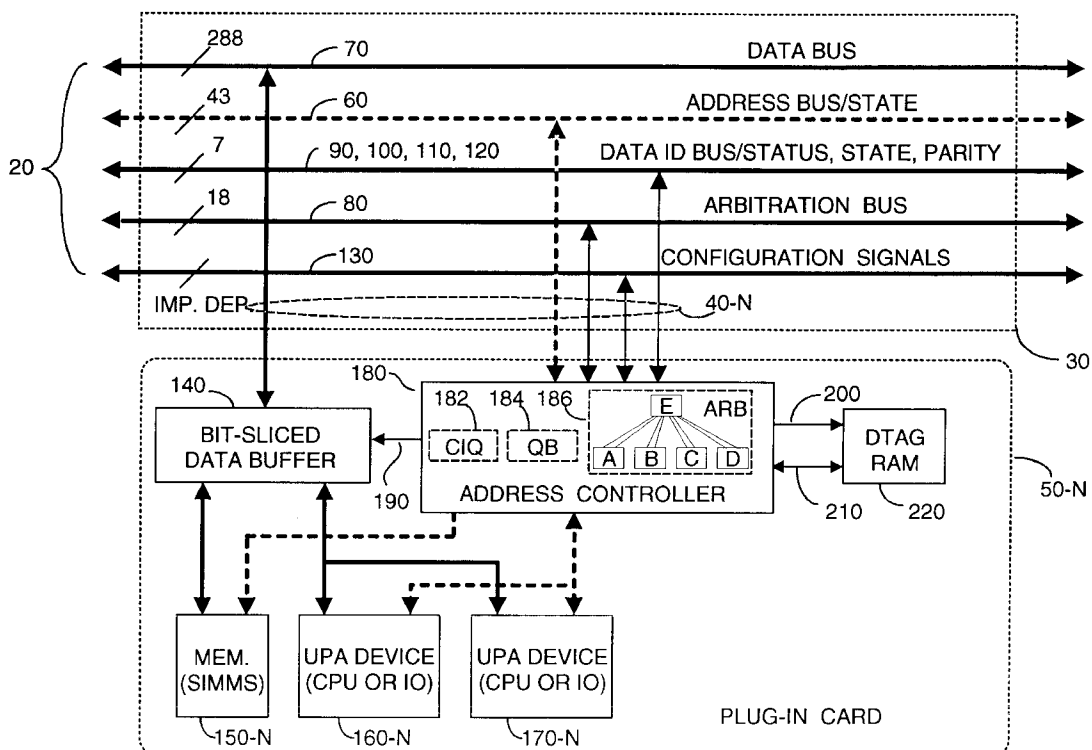 288
70
DATA BUS
43
60
ADDRESS BUS/STATE
20
7
90, 100, 110, 120
DATA ID BUS/STATUS, STATE, PARITY
18
80
ARBITRATION BUS
130
CONFIGURATION SIGNALS
IMP. DEP.
40-N
30
140
180
182
184
186
E
ARB
200
BIT-SLICED
DATA BUFFER
CIQ
QB
A B C D
DTAG
RAM
190
ADDRESS CONTROLLER
210
220
50-N
MEM.
(SIMMS)
UPA DEVICE
(CPU OR IO)
UPA DEVICE
(CPU OR IO)
150-N
160-N
170-N
PLUG-IN CARD